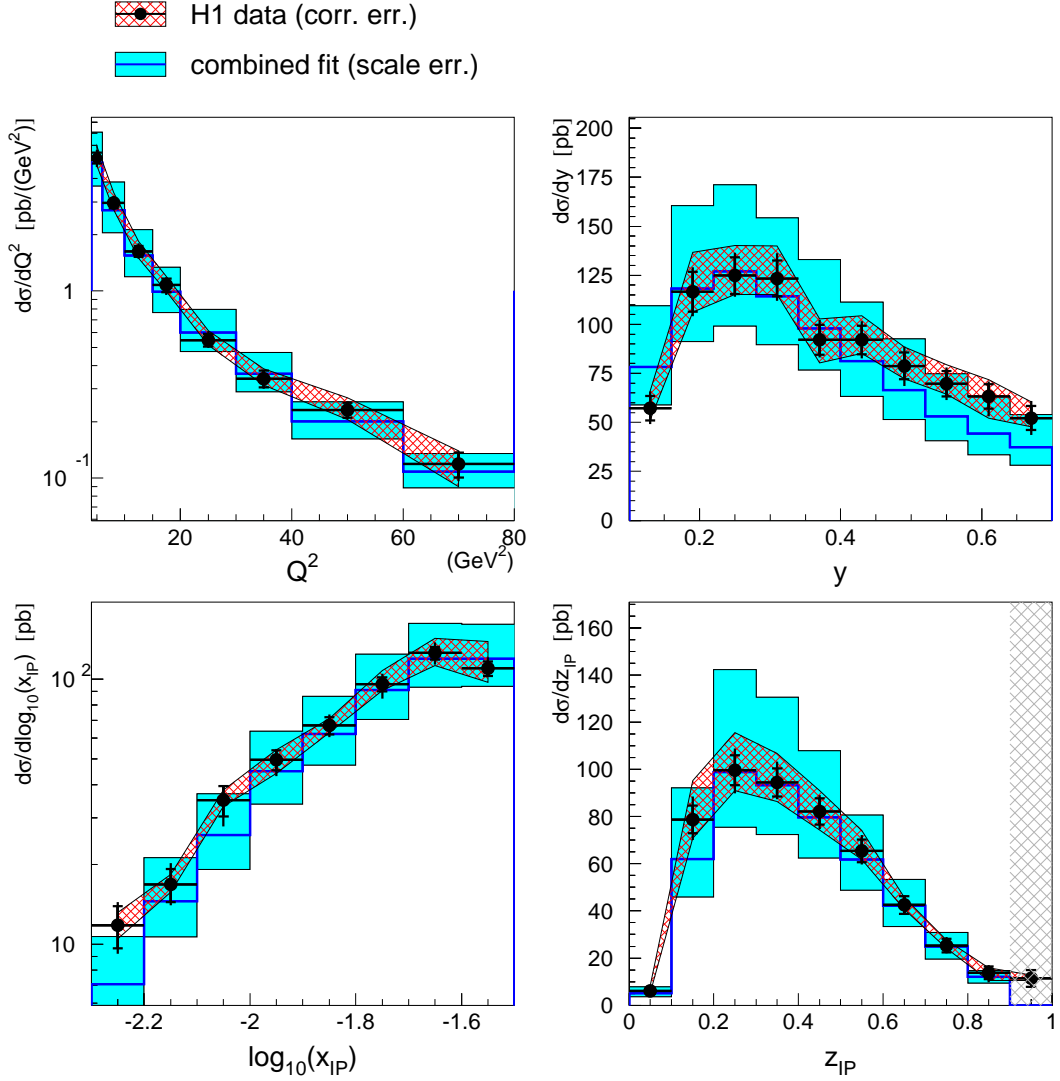 H1 data (corr. err.)
combined fit (scale err.)
dσ/dQ² [pb/(GeV²)]
1
10⁻¹
20 40 60 80
Q² (GeV²)
dσ/dy [pb]
200
175
150
125
100
75
50
25
0
0.2 0.4 0.6
y
dσ/dlog₁₀(x_IP) [pb]
10²
10
-2.2 -2 -1.8 -1.6
log₁₀(x_IP)
dσ/dz_IP [pb]
160
140
120
100
80
60
40
20
0
0 0.2 0.4 0.6 0.8 1
z_IP